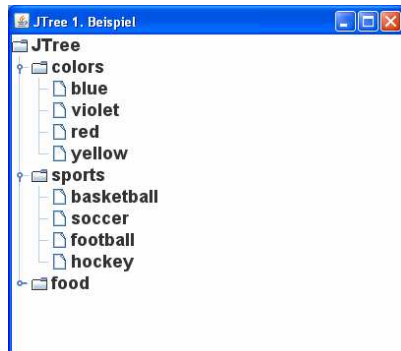 JTree 1. Beispiel
JTree
colors
blue
violet
red
yellow
sports
basketball
soccer
football
hockey
food